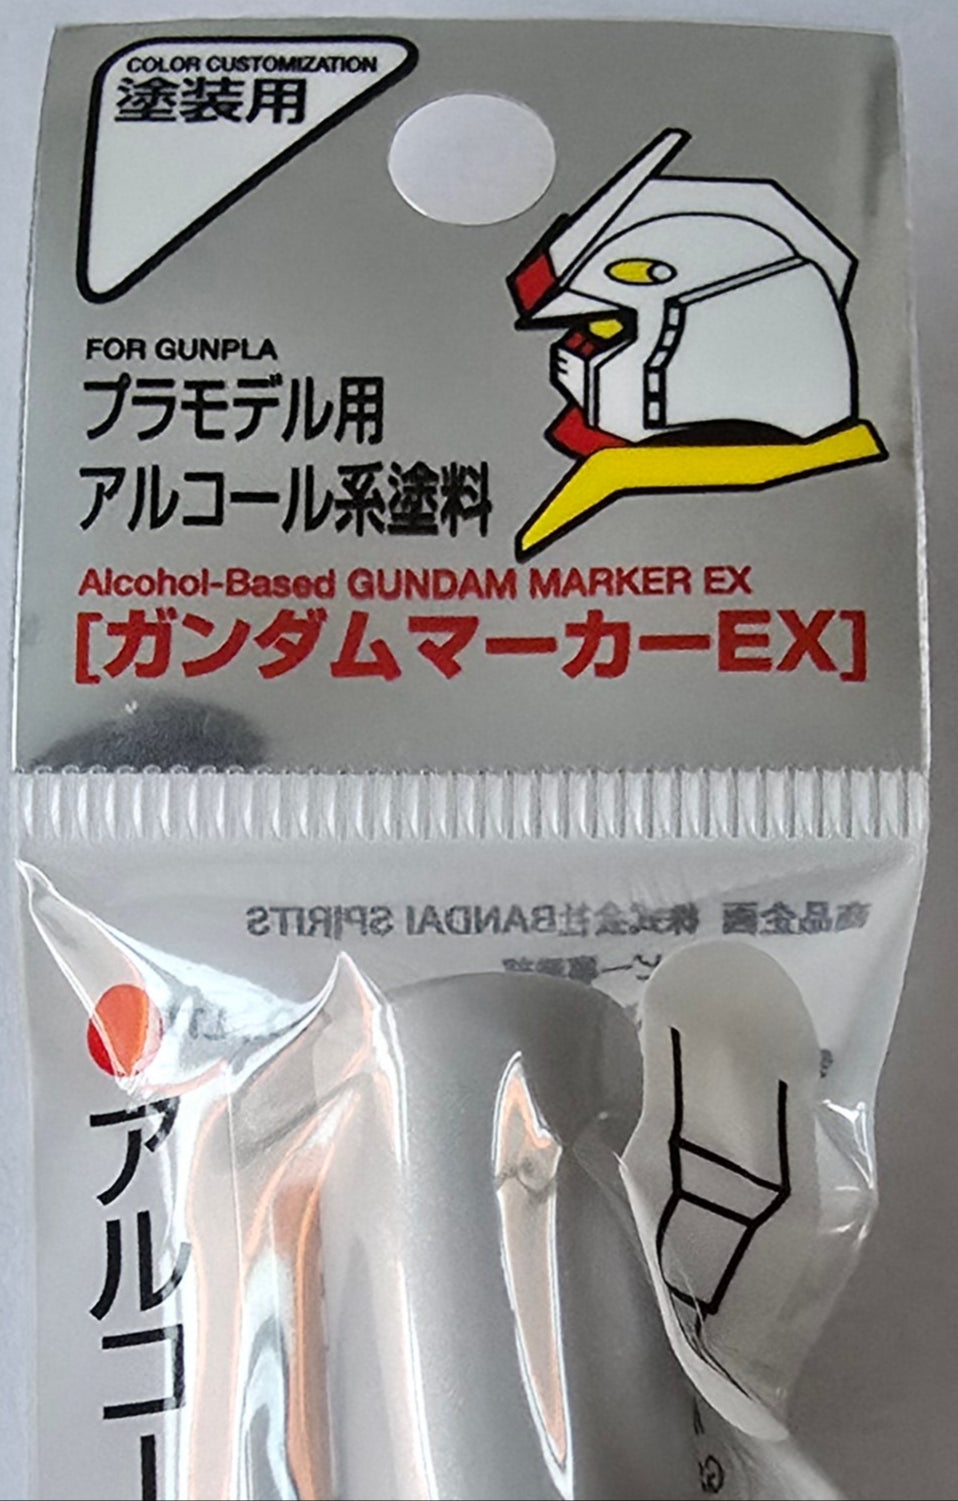 COLOR CUSTOMIZATION
塗装用
FOR GUNPLA
プラモデル用
アルコール系塗料
Alcohol-Based GUNDAM MARKER EX
[ガンダムマーカーEX]
商品企画 株式会社BANDAI SPIRITS
アルコー